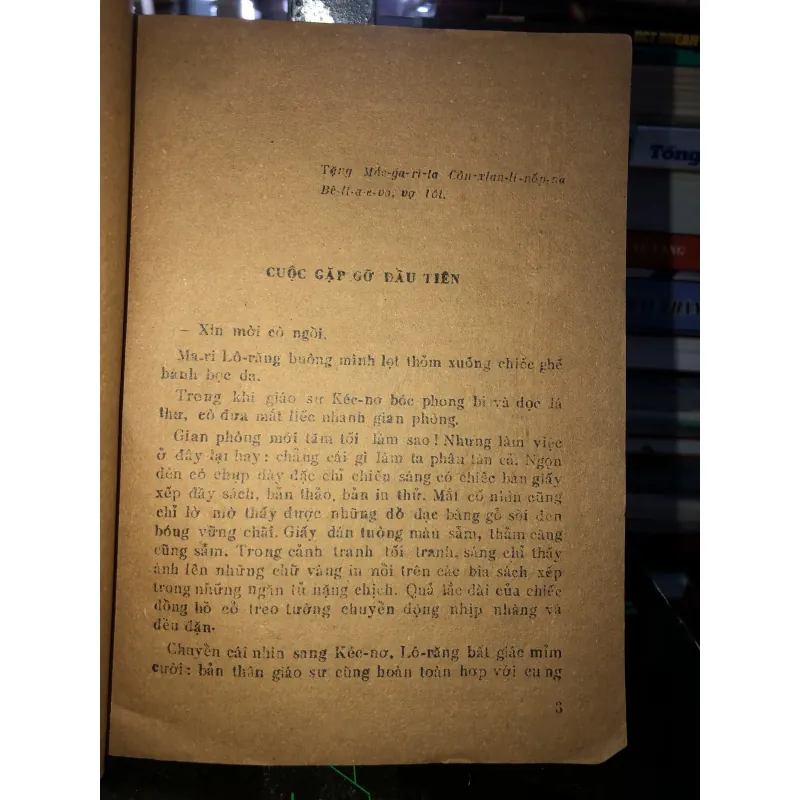 Tặng Mác-ga-ri-ta Côn-xtan-ti-nốp-na
Bê-li-a-e-va, vợ tôi.
CUỘC GẶP GỠ ĐẦU TIÊN
– Xin mời cô ngồi.
Ma-ri Lô-răng buông mình lọt thỏm xuống chiếc ghế
bành bọc da.
Trong khi giáo sư Kéc-nơ bóc phong bì và đọc lá
thư, cô đưa mắt liếc nhanh gian phòng.
Gian phòng mới tăm tối làm sao! Nhưng làm việc
ở đây lại hay: chẳng cái gì làm ta phân tán cả. Ngọn
đèn có chụp dày đặc chỉ chiếu sáng có chiếc bàn giấy
xếp đầy sách, bản thảo, bản in thử. Mắt cố nhìn cũng
chỉ lờ mờ thấy được những đồ đạc bằng gỗ sồi đen
bóng vững chãi. Giấy dán tường màu sẫm, thảm cũng
cũng sẫm. Trong cảnh tranh tối tranh sáng chỉ thấy
ánh lên những chữ vàng in nổi trên các bìa sách xếp
trong những ngăn tủ nặng chịch. Quả lắc dài của chiếc
đồng hồ cổ treo tường chuyển động nhịp nhàng và
đều đặn.
Chuyển cái nhìn sang Kéc-nơ, Lô-răng bất giác mỉm
cười: bản thân giáo sư cũng hoàn toàn hợp với cung
3
Tổng